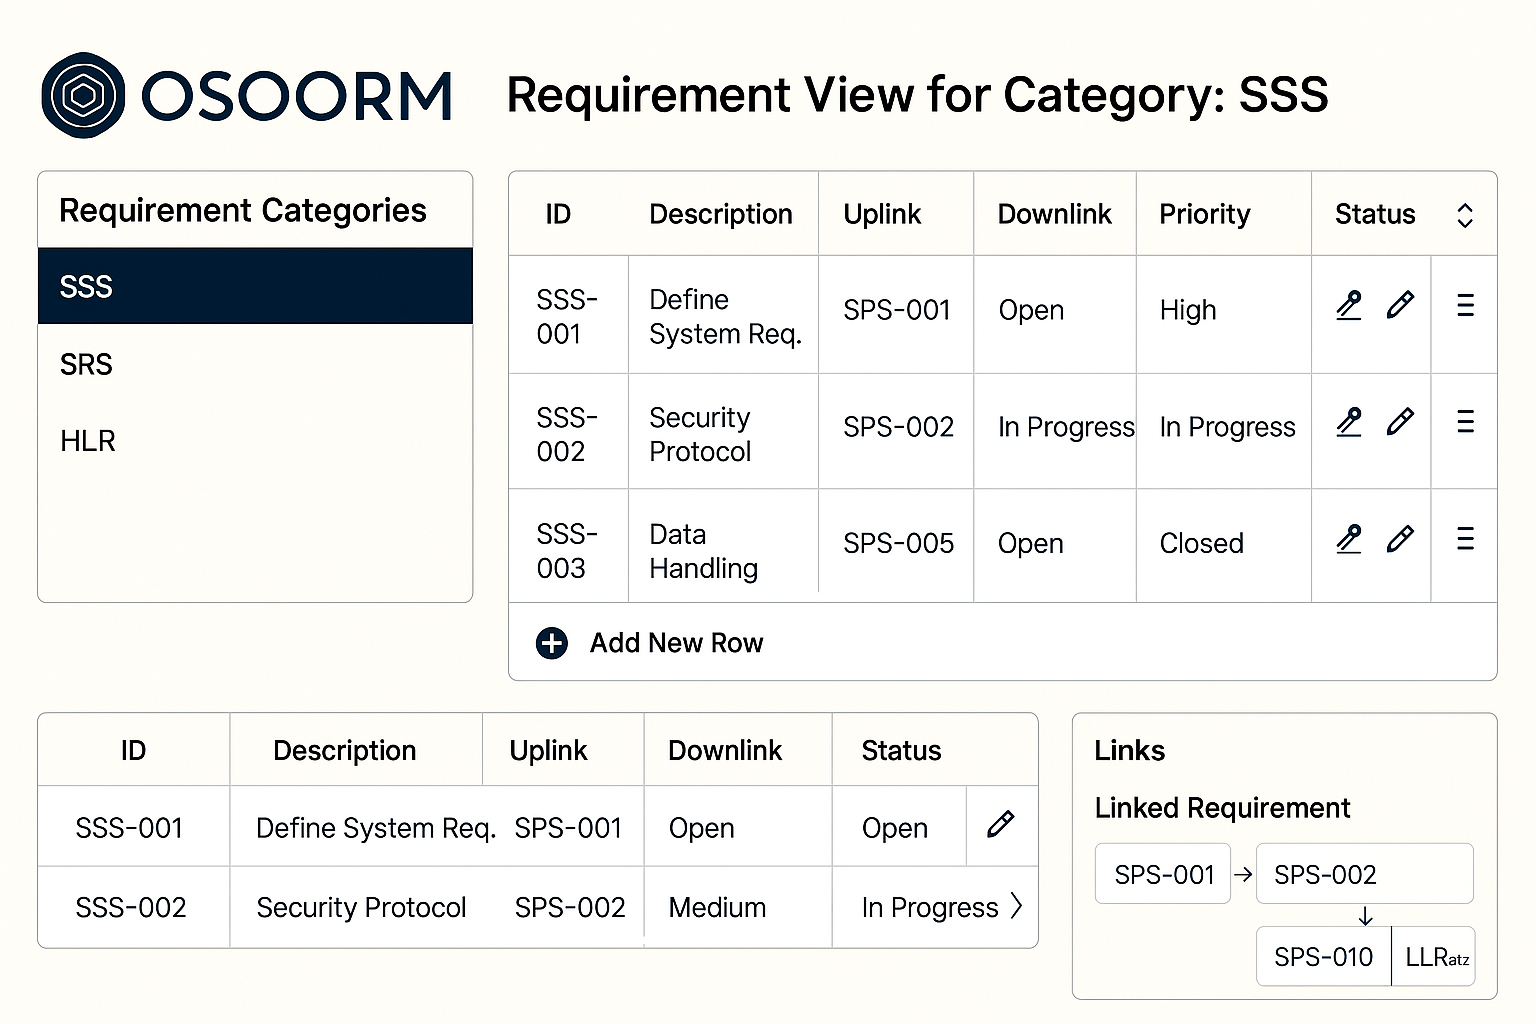 OSOORM
Requirement View for Category: SSS
Requirement Categories
SSS
SRS
HLR
ID Description Uplink Downlink Priority Status
SSS-
001
Define
System Req.
SPS-001
Open
High
SSS-
002
Security
Protocol
SPS-002
In Progress
In Progress
SSS-
003
Data
Handling
SPS-005
Open
Closed
Add New Row
ID Description Uplink Downlink Status
SSS-001 Define System Req. SPS-001 Open Open
SSS-002 Security Protocol SPS-002 Medium In Progress
Links
Linked Requirement
SPS-001 → SPS-002
↓
SPS-010 LLRatz